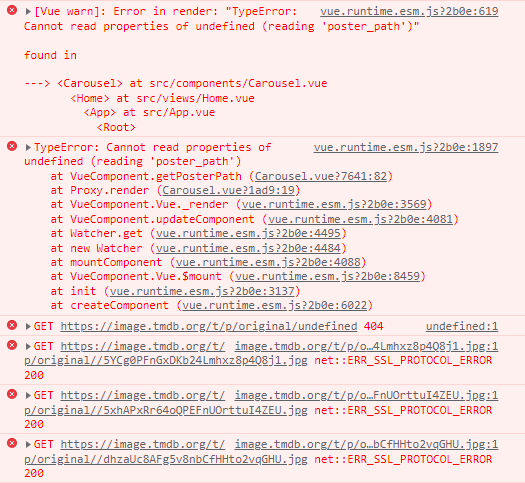 [Vue warn]: Error in render: "TypeError: vue.runtime.esm.js?2b0e:619
Cannot read properties of undefined (reading 'poster_path')"
found in
---> <Carousel> at src/components/Carousel.vue
<Home> at src/views/Home.vue
<App> at src/App.vue
<Root>
TypeError: Cannot read properties of vue.runtime.esm.js?2b0e:1897
undefined (reading 'poster_path')
at VueComponent.getPosterPath (Carousel.vue?7641:82)
at Proxy.render (Carousel.vue?1ad9:19)
at VueComponent.Vue._render (vue.runtime.esm.js?2b0e:3569)
at VueComponent.updateComponent (vue.runtime.esm.js?2b0e:4081)
at Watcher.get (vue.runtime.esm.js?2b0e:4495)
at new Watcher (vue.runtime.esm.js?2b0e:4484)
at mountComponent (vue.runtime.esm.js?2b0e:4088)
at VueComponent.Vue.$mount (vue.runtime.esm.js?2b0e:8459)
at init (vue.runtime.esm.js?2b0e:3137)
at createComponent (vue.runtime.esm.js?2b0e:6022)
GET https://image.tmdb.org/t/p/original/undefined 404 undefined:1
GET https://image.tmdb.org/t/ image.tmdb.org/t/p/o…4Lmhxz8p4Q8j1.jpg:1
p/original//5YCg0PFnGxDKb24Lmhxz8p4Q8j1.jpg net::ERR_SSL_PROTOCOL_ERROR
200
GET https://image.tmdb.org/t/ image.tmdb.org/t/p/o…FnUOrttuI4ZEU.jpg:1
p/original//5xhAPxRr64oQPEFnUOrttuI4ZEU.jpg net::ERR_SSL_PROTOCOL_ERROR
200
GET https://image.tmdb.org/t/ image.tmdb.org/t/p/o…bCfHHto2vqGHU.jpg:1
p/original//dhzaUc8AFg5v8nbCfHHto2vqGHU.jpg net::ERR_SSL_PROTOCOL_ERROR
200